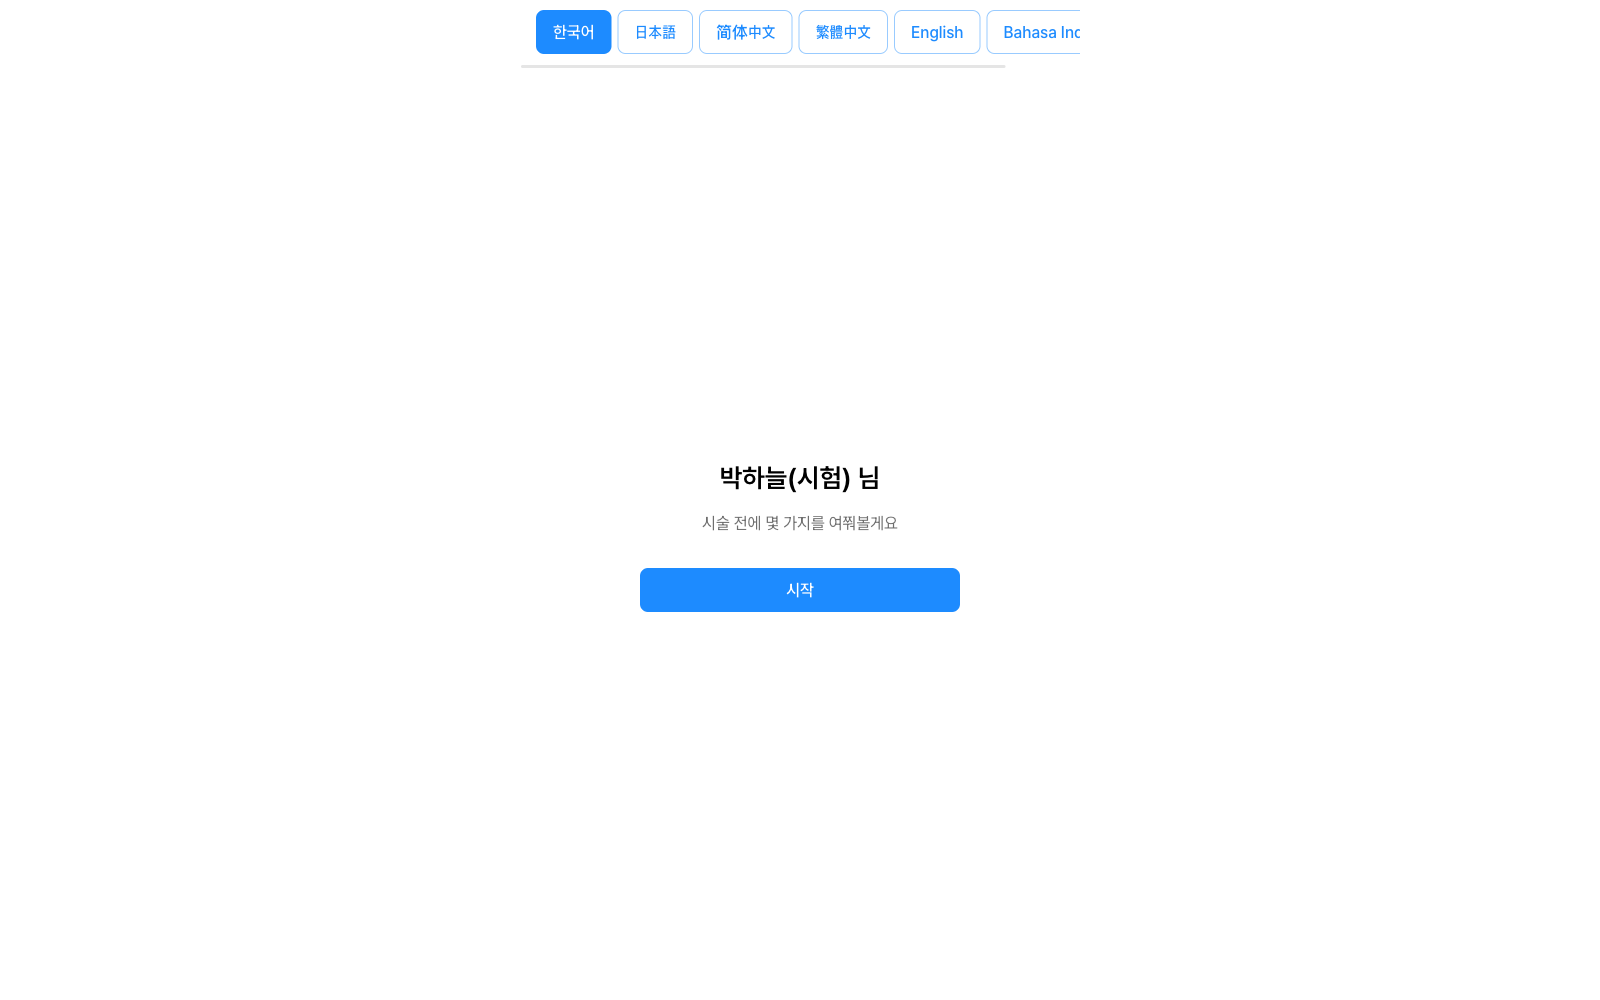 한국어 日本語 简体中文 繁體中文 English Bahasa Ind
박하늘(시험) 님
시술 전에 몇 가지를 여쭤볼게요
시작